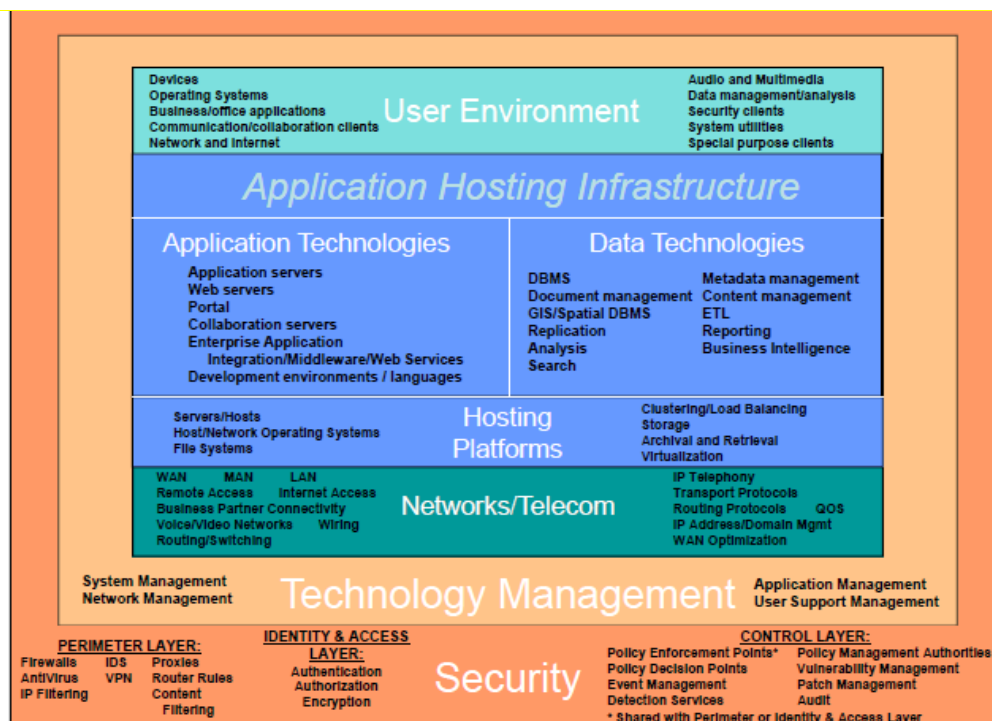 Devices
Operating Systems
Business/office applications
Communication/collaboration clients
Network and Internet
User Environment
Audio and Multimedia
Data management/analysis
Security clients
System utilities
Special purpose clients
Application Hosting Infrastructure
Application Technologies
Application servers
Web servers
Portal
Collaboration servers
Enterprise Application
Integration/Middleware/Web Services
Development environments / languages
Data Technologies
DBMS
Document management
GIS/Spatial DBMS
Replication
Analysis
Search
Metadata management
Content management
ETL
Reporting
Business Intelligence
Servers/Hosts
Host/Network Operating Systems
File Systems
Hosting
Platforms
Clustering/Load Balancing
Storage
Archival and Retrieval
Virtualization
WAN MAN LAN
Remote Access Internet Access
Business Partner Connectivity
Voice/Video Networks Wiring
Routing/Switching
Networks/Telecom
IP Telephony
Transport Protocols
Routing Protocols QOS
IP Address/Domain Mgmt
WAN Optimization
System Management
Network Management
Technology Management
Application Management
User Support Management
PERIMETER LAYER:
Firewalls IDS Proxies
AntiVirus VPN Router Rules
IP Filtering Content
Filtering
IDENTITY & ACCESS
LAYER:
Authentication
Authorization
Encryption
Security
CONTROL LAYER:
Policy Enforcement Points* Policy Management Authorities
Policy Decision Points Vulnerability Management
Event Management Patch Management
Detection Services Audit
* Shared with Perimeter or Identity & Access Layer